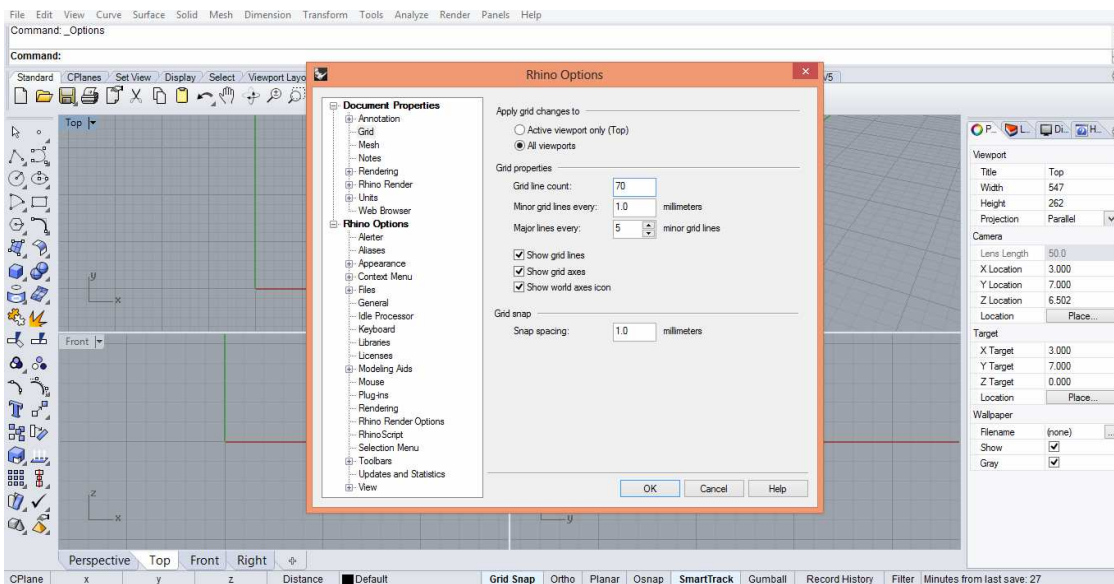 File Edit View Curve Surface Solid Mesh Dimension Transform Tools Analyze Render Panels Help
Command: _Options
Command:
Standard CPlanes Set View Display Select Viewport Layo
V5
Top
Front
y
x
z
x
y
Rhino Options
Document Properties
Annotation
Grid
Mesh
Notes
Rendering
Rhino Render
Units
Web Browser
Rhino Options
Alerter
Aliases
Appearance
Context Menu
Files
General
Idle Processor
Keyboard
Libraries
Licenses
Modeling Aids
Mouse
Plug-ins
Rendering
Rhino Render Options
RhinoScript
Selection Menu
Toolbars
Updates and Statistics
View
Apply grid changes to
Active viewport only (Top)
All viewports
Grid properties
Grid line count: 70
Minor grid lines every: 1.0 millimeters
Major lines every: 5 minor grid lines
Show grid lines
Show grid axes
Show world axes icon
Grid snap
Snap spacing: 1.0 millimeters
OK Cancel Help
P... L... Di... H...
Viewport
Title Top
Width 547
Height 262
Projection Parallel
Camera
Lens Length 50.0
X Location 3.000
Y Location 7.000
Z Location 6.502
Location Place...
Target
X Target 3.000
Y Target 7.000
Z Target 0.000
Location Place...
Wallpaper
Filename (none) ...
Show
Gray
Perspective Top Front Right
CPlane x y z Distance Default Grid Snap Ortho Planar Osnap SmartTrack Gumball Record History Filter Minutes from last save: 27